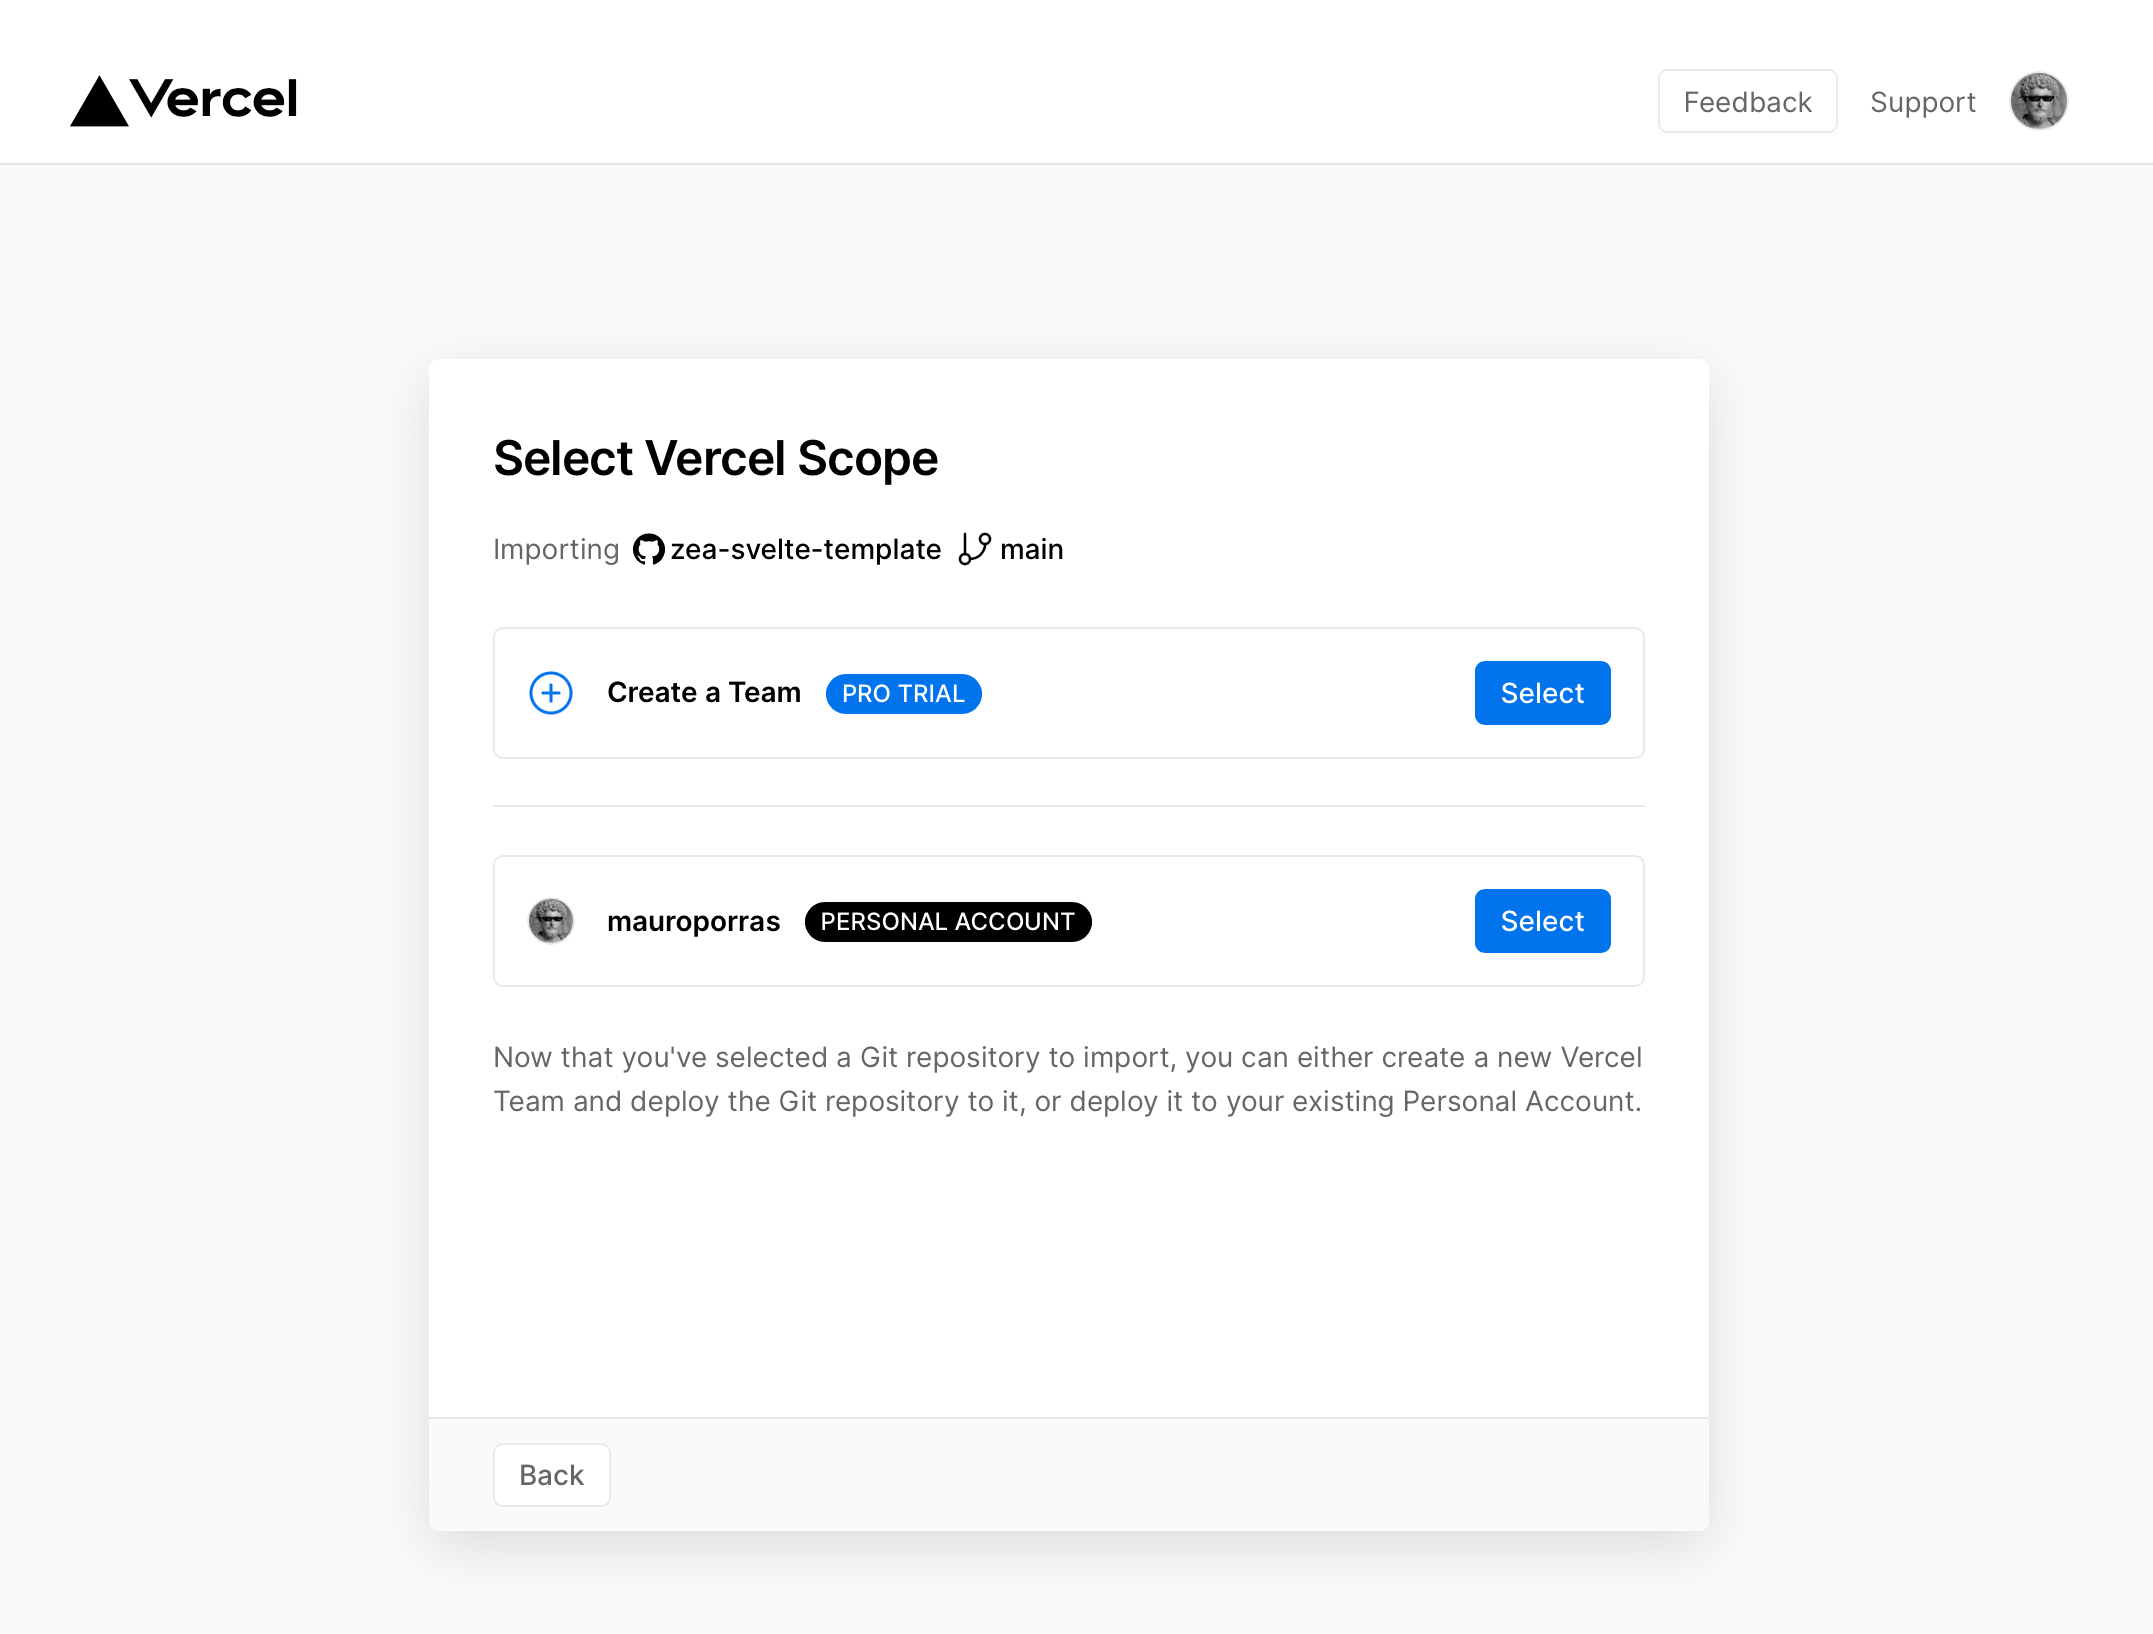 Vercel
Feedback
Support
Select Vercel Scope
Importing zea-svelte-template main
Create a Team PRO TRIAL
Select
mauroporras PERSONAL ACCOUNT
Select
Now that you've selected a Git repository to import, you can either create a new Vercel
Team and deploy the Git repository to it, or deploy it to your existing Personal Account.
Back